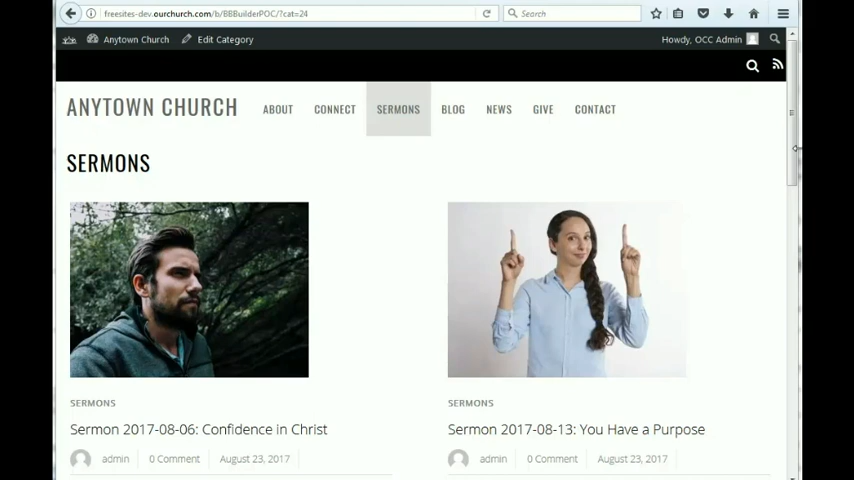 freesites-dev.ourchurch.com/b/BBBuilderPOC/?cat=24
Search
Anytown Church
Edit Category
Howdy, OCC Admin
ANYTOWN CHURCH
ABOUT
CONNECT
SERMONS
BLOG
NEWS
GIVE
CONTACT
SERMONS
SERMONS
Sermon 2017-08-06: Confidence in Christ
admin
0 Comment
August 23, 2017
SERMONS
Sermon 2017-08-13: You Have a Purpose
admin
0 Comment
August 23, 2017